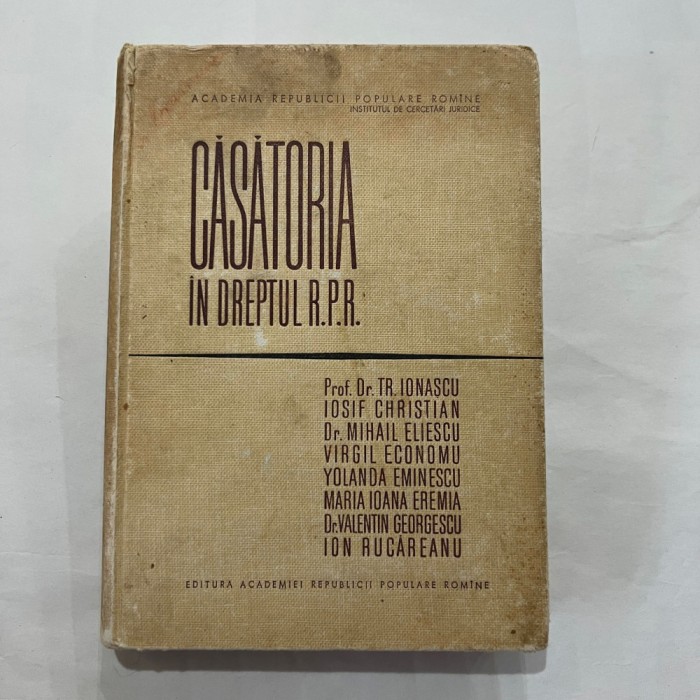 ACADEMIA REPUBLICII POPULARE ROMÎNE
INSTITUTUL DE CERCETĂRI JURIDICE
CĂSĂTORIA
ÎN DREPTUL R.P.R.
Prof. Dr. TR. IONAȘCU
IOSIF CHRISTIAN
Dr. MIHAIL ELIESCU
VIRGIL ECONOMU
YOLANDA EMINESCU
MARIA IOANA EREMIA
Dr. VALENTIN GEORGESCU
ION RUCĂREANU
EDITURA ACADEMIEI REPUBLICII POPULARE ROMÎNE